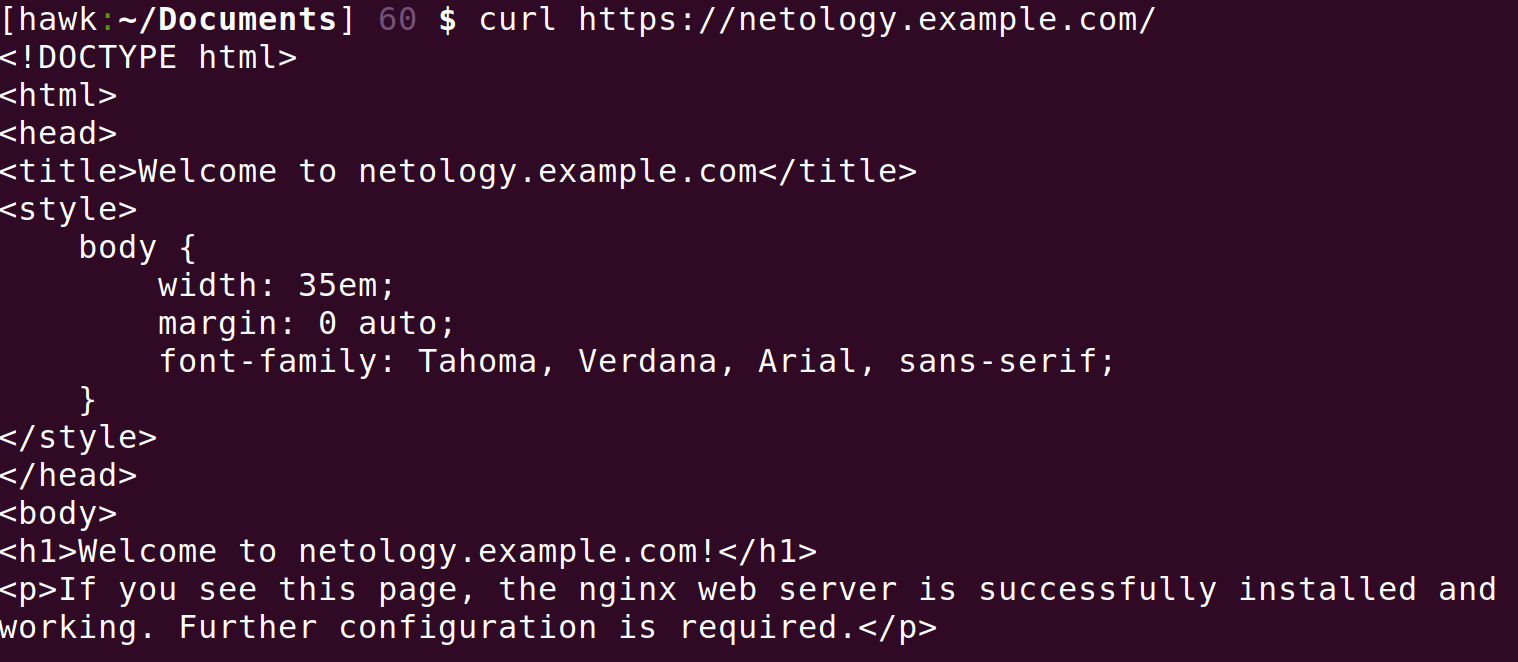 [hawk:~/Documents] 60 $ curl https://netology.example.com/
<!DOCTYPE html>
<html>
<head>
<title>Welcome to netology.example.com</title>
<style>
    body {
        width: 35em;
        margin: 0 auto;
        font-family: Tahoma, Verdana, Arial, sans-serif;
    }
</style>
</head>
<body>
<h1>Welcome to netology.example.com!</h1>
<p>If you see this page, the nginx web server is successfully installed and
working. Further configuration is required.</p>